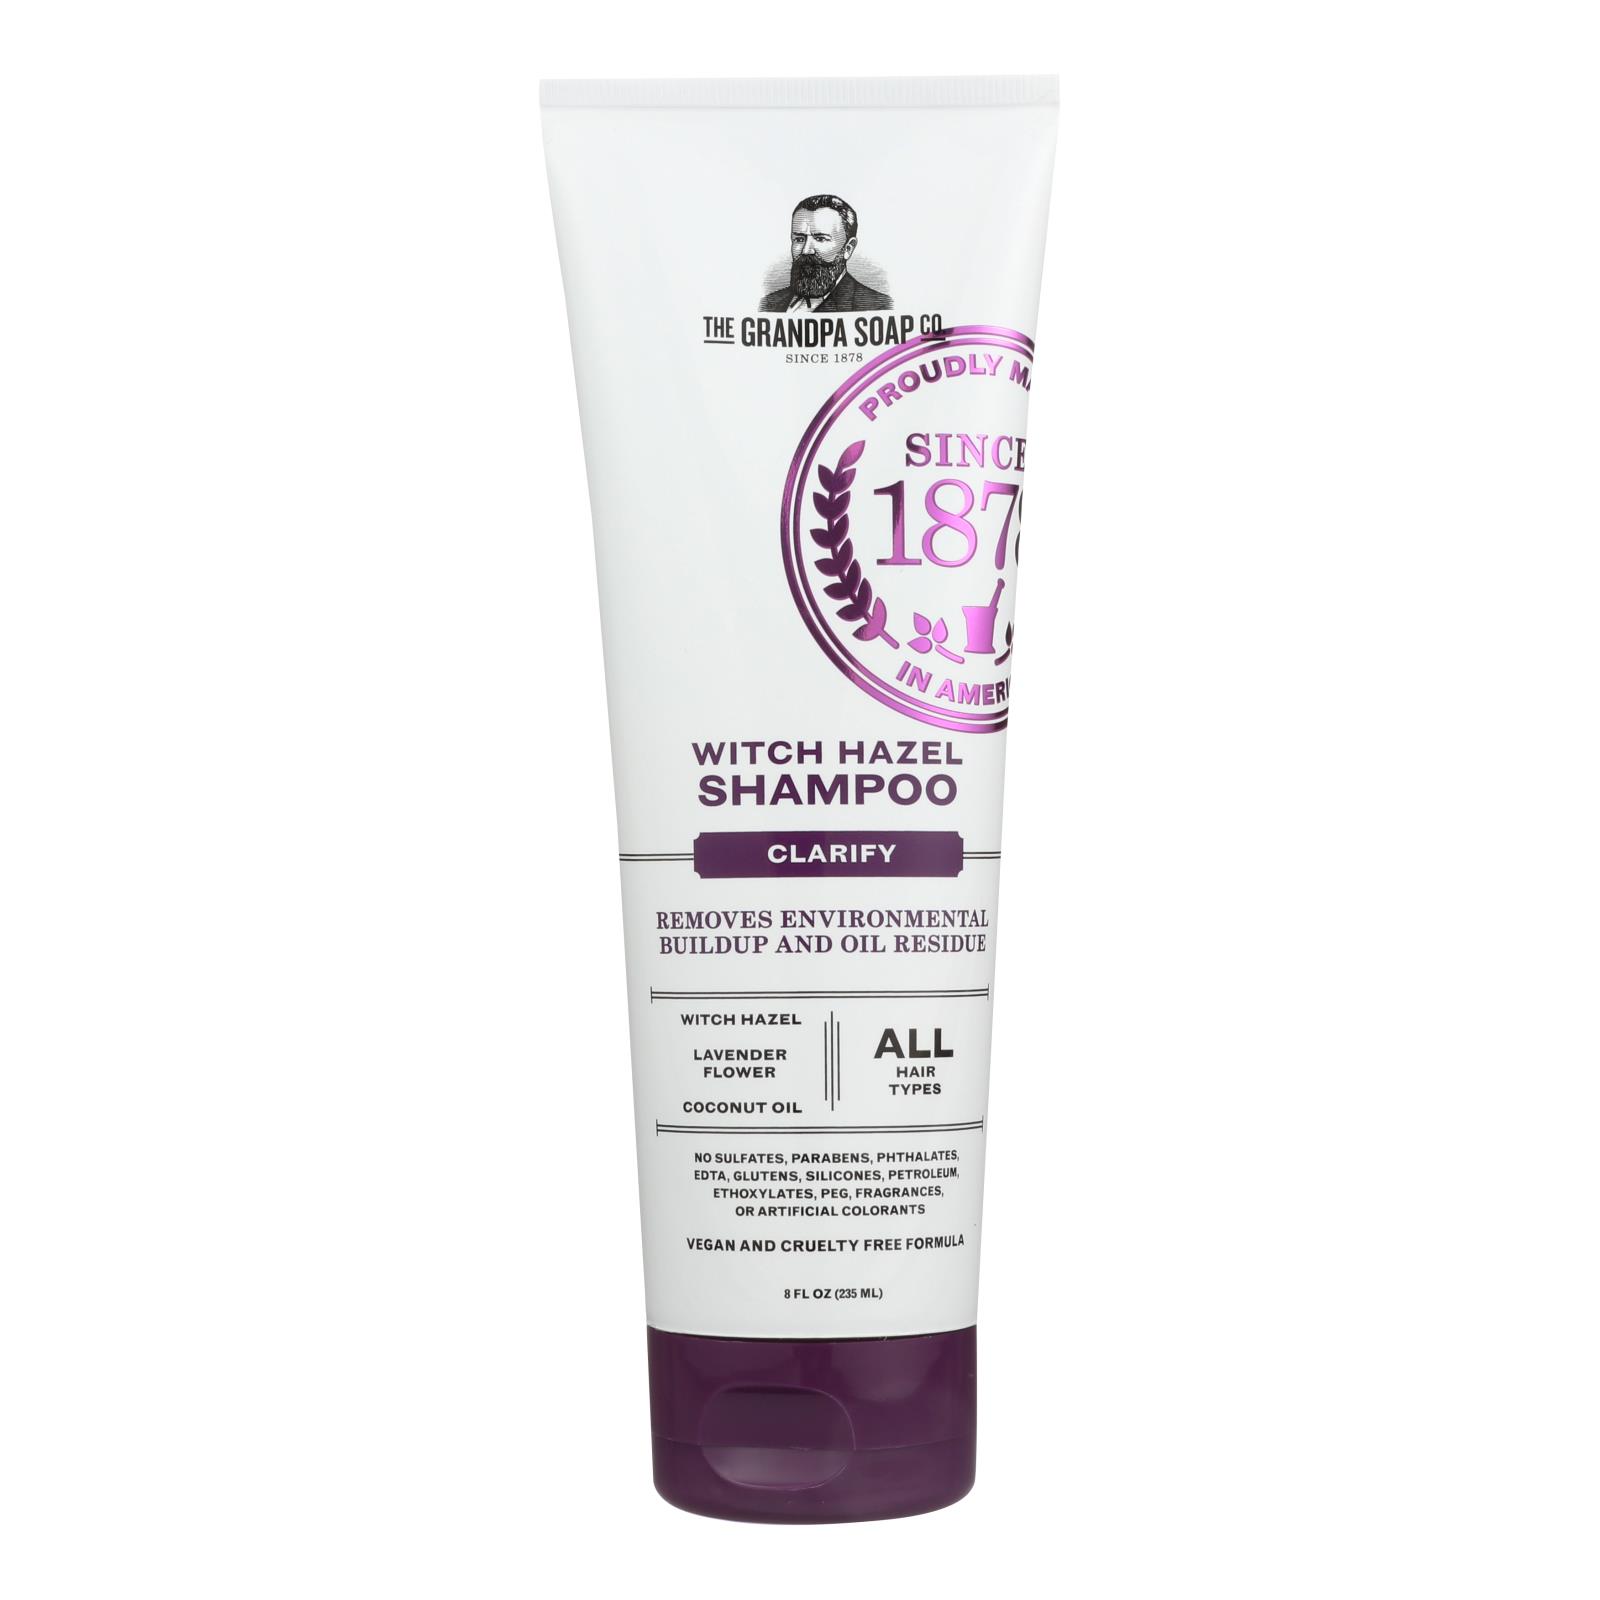 THE GRANDPA SOAP CO.
SINCE 1878
PROUDLY
SINCE
187
IN
WITCH HAZEL
SHAMPOO
CLARIFY
REMOVES ENVIRONMENTAL
BUILDUP AND OIL RESIDUE
WITCH HAZEL
LAVENDER
FLOWER
COCONUT OIL
ALL
HAIR
TYPES
NO SULFATES, PARABENS, PHTHALATES,
EDTA, GLUTENS, SILICONES, PETROLEUM,
ETHOXYLATES, PEG, FRAGRANCES,
OR ARTIFICIAL COLORANTS
VEGAN AND CRUELTY FREE FORMULA
8 FL OZ (235 ML)